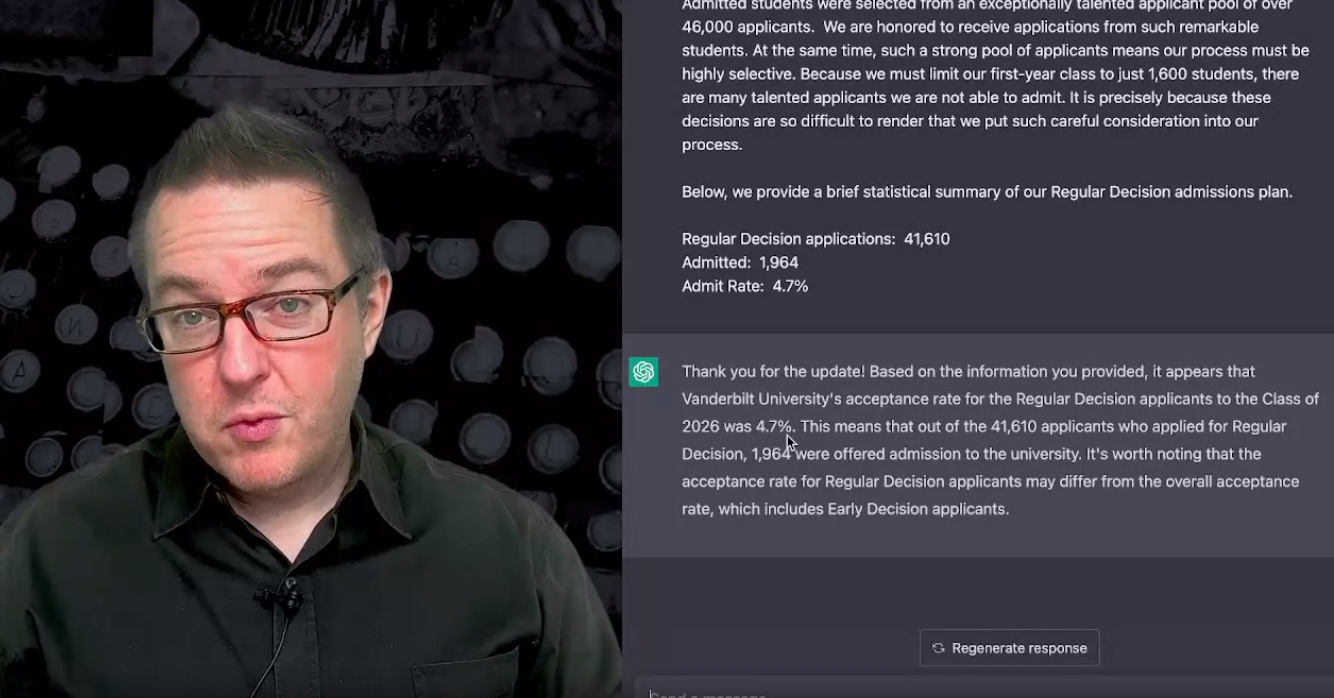 Admitted students were selected from an exceptionally talented applicant pool of over
46,000 applicants. We are honored to receive applications from such remarkable
students. At the same time, such a strong pool of applicants means our process must be
highly selective. Because we must limit our first-year class to just 1,600 students, there
are many talented applicants we are not able to admit. It is precisely because these
decisions are so difficult to render that we put such careful consideration into our
process.
Below, we provide a brief statistical summary of our Regular Decision admissions plan.
Regular Decision applications: 41,610
Admitted: 1,964
Admit Rate: 4.7%
Thank you for the update! Based on the information you provided, it appears that
Vanderbilt University's acceptance rate for the Regular Decision applicants to the Class of
2026 was 4.7%. This means that out of the 41,610 applicants who applied for Regular
Decision, 1,964 were offered admission to the university. It's worth noting that the
acceptance rate for Regular Decision applicants may differ from the overall acceptance
rate, which includes Early Decision applicants.
Regenerate response
Send a message